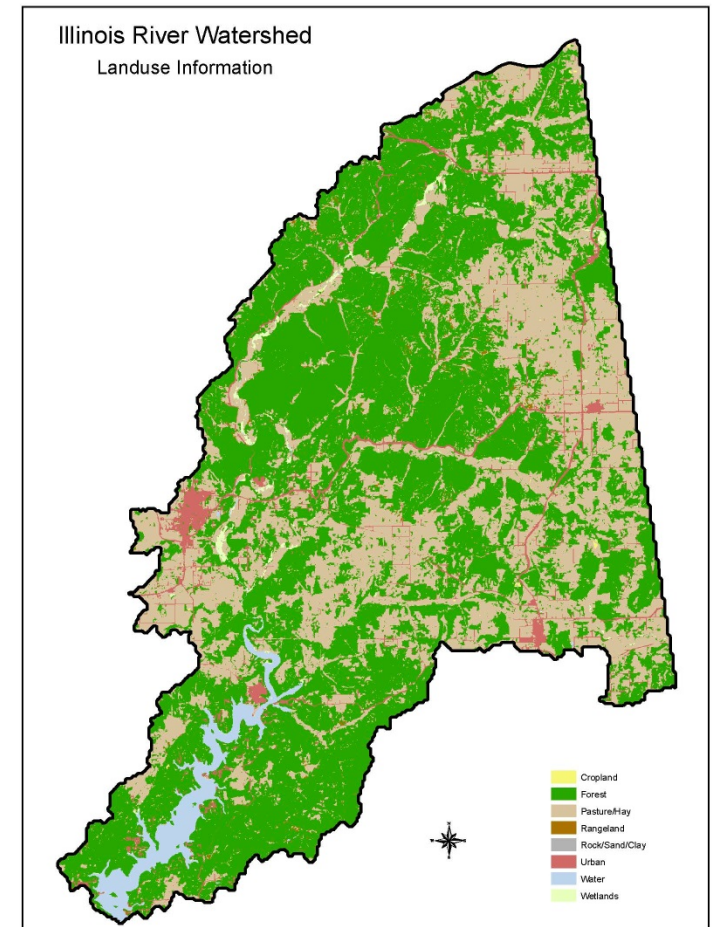 Illinois River Watershed
Landuse Information
Cropland
Forest
Pasture/Hay
Rangeland
Rock/Sand/Clay
Urban
Water
Wetlands